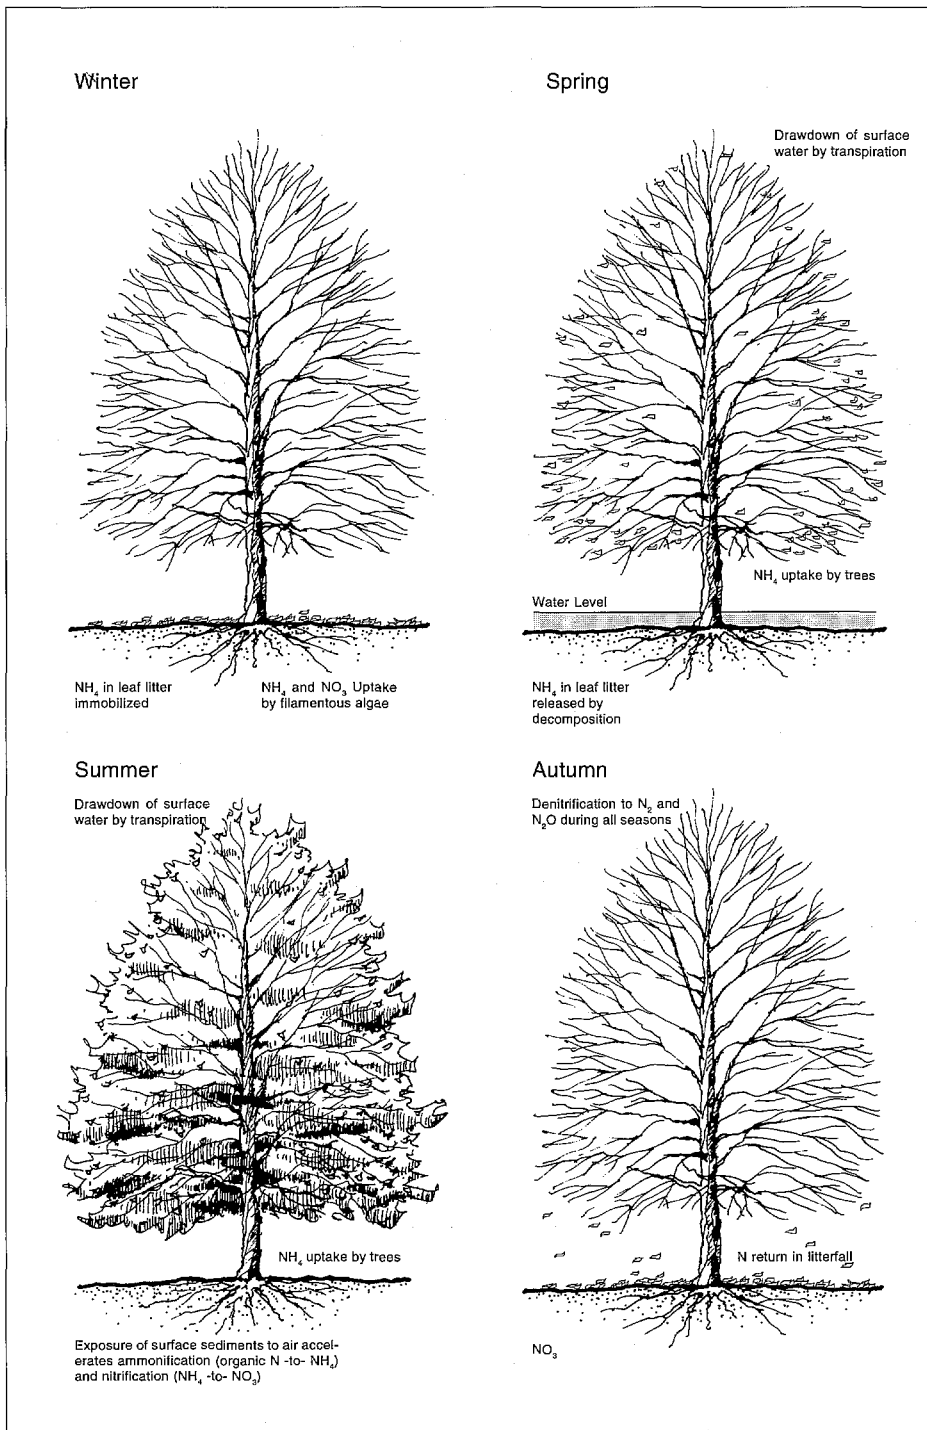 Winter
NH₄ in leaf litter
immobilized
NH₄ and NO₃ Uptake
by filamentous algae
Spring
Drawdown of surface
water by transpiration
NH₄ uptake by trees
Water Level
NH₄ in leaf litter
released by
decomposition
Summer
Drawdown of surface
water by transpiration
NH₄ uptake by trees
Exposure of surface sediments to air accel-
erates ammonification (organic N -to- NH₄)
and nitrification (NH₄ -to- NO₃)
Autumn
Denitrification to N₂ and
N₂O during all seasons
N return in litterfall
NO₃